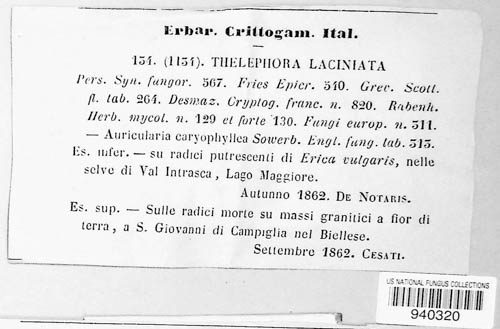 Erbar. Crittogam. Ital.
134. (1134). THELEPHORA LACINIATA
Pers. Syn. fungor. 567. Fries Epicr. 540. Grev. Scott.
fl. tab. 264. Desmaz. Cryptog. franc. n. 820. Rabenh.
Herb. mycol. n. 129 et forte 130. Fungi europ. n. 311.
— Auricularia caryophyllea Sowerb. Engl. fung. tab. 313.
Es. infer. — su radici putrescenti di Erica vulgaris, nelle
selve di Val Intrasca, Lago Maggiore.
Autunno 1862. DE NOTARIS.
Es. sup. — Sulle radici morte su massi granitici a fior di
terra, a S. Giovanni di Campiglia nel Biellese.
Settembre 1862. CESATI.
US NATIONAL FUNGUS COLLECTIONS
940320